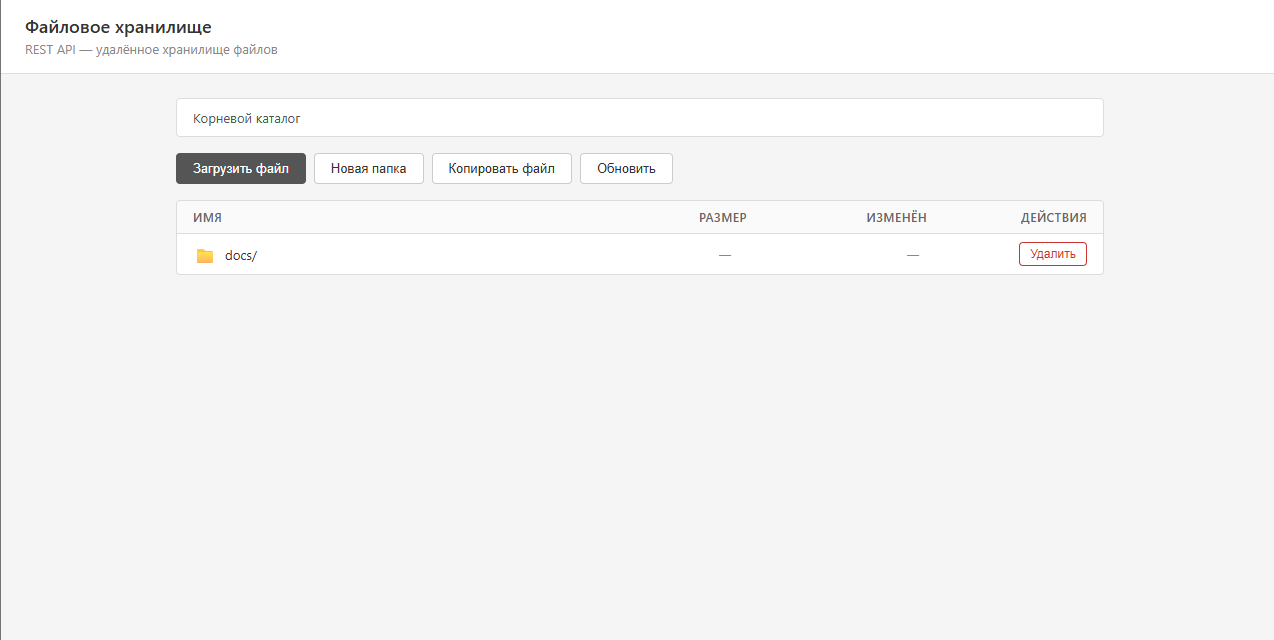 Файловое хранилище
REST API — удалённое хранилище файлов
Корневой каталог
Загрузить файл Новая папка Копировать файл Обновить
ИМЯ РАЗМЕР ИЗМЕНЁН ДЕЙСТВИЯ
docs/ — — Удалить